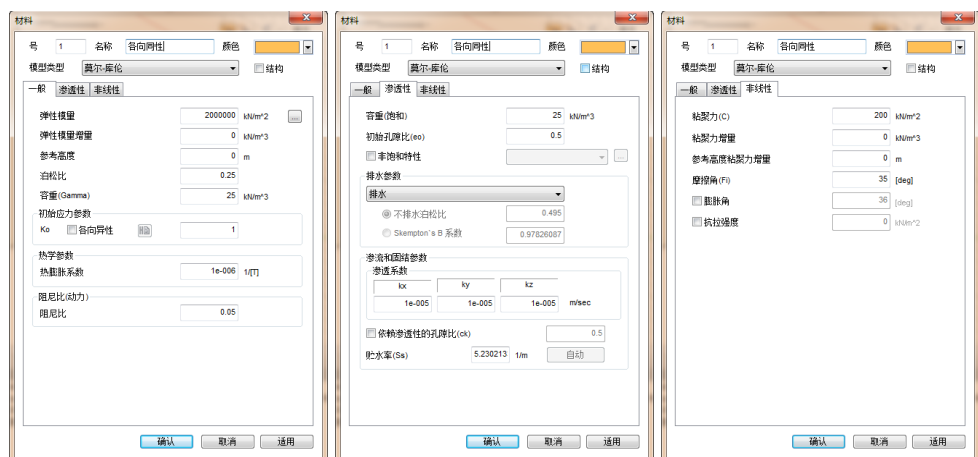 材料
号 1 名称 各向同性 颜色
模型类型 莫尔-库伦 结构
一般 渗透性 非线性
弹性模量 2000000 kN/m^2 ...
弹性模量增量 0 kN/m^3
参考高度 0 m
泊松比 0.25
容重(Gamma) 25 kN/m^3
初始应力参数
Ko 各向异性 1
热学参数
热膨胀系数 1e-006 1/[T]
阻尼比(动力)
阻尼比 0.05
确认 取消 适用
材料
号 1 名称 各向同性 颜色
模型类型 莫尔-库伦 结构
一般 渗透性 非线性
容重(饱和) 25 kN/m^3
初始孔隙比(eo) 0.5
非饱和特性 ...
排水参数
排水
不排水泊松比 0.495
Skempton's B 系数 0.97826087
渗流和固结参数
渗透系数
kx ky kz
1e-005 1e-005 1e-005 m/sec
依赖渗透性的孔隙比(ck) 0.5
贮水率(Ss) 5.230213 1/m 自动
确认 取消 适用
材料
号 1 名称 各向同性 颜色
模型类型 莫尔-库伦 结构
一般 渗透性 非线性
粘聚力(C) 200 kN/m^2
粘聚力增量 0 kN/m^3
参考高度粘聚力增量 0 m
摩擦角(Fi) 35 [deg]
膨胀角 36 [deg]
抗拉强度 0 kN/m^2
确认 取消 适用